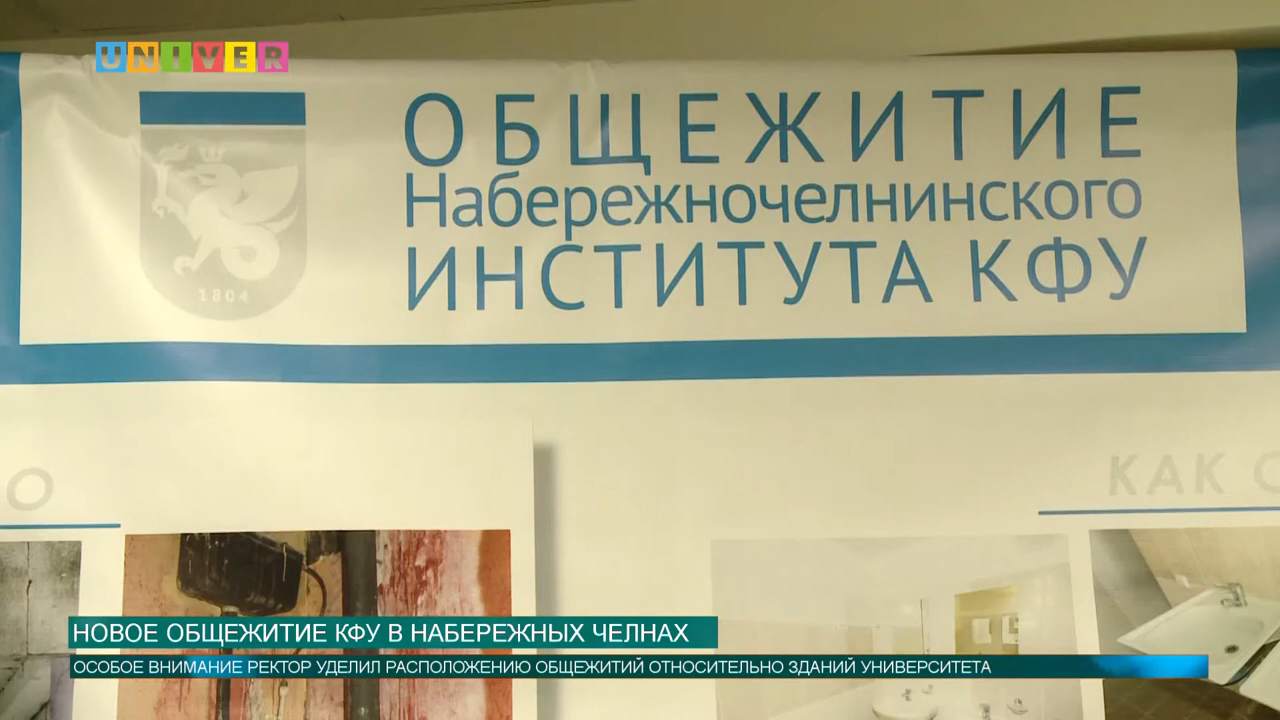 UNIVER
ОБЩЕЖИТИЕ
Набережночелнинского
ИНСТИТУТА КФУ
1804
О
КАК
НОВОЕ ОБЩЕЖИТИЕ КФУ В НАБЕРЕЖНЫХ ЧЕЛНАХ
ОСОБОЕ ВНИМАНИЕ РЕКТОР УДЕЛИЛ РАСПОЛОЖЕНИЮ ОБЩЕЖИТИЙ ОТНОСИТЕЛЬНО ЗДАНИЙ УНИВЕРСИТЕТА